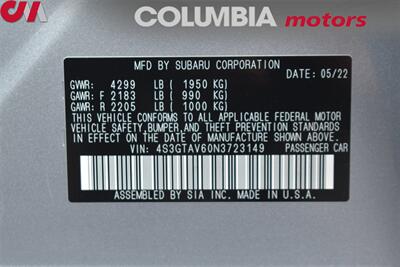 COLUMBIA motors
MFD BY SUBARU CORPORATION
DATE: 05/22
GVWR: 4299 LB ( 1950 KG)
GAWR: F 2183 LB ( 990 KG)
GAWR: R 2205 LB ( 1000 KG)
THIS VEHICLE CONFORMS TO ALL APPLICABLE FEDERAL MOTOR
VEHICLE SAFETY, BUMPER, AND THEFT PREVENTION STANDARDS
IN EFFECT ON THE DATE OF MANUFACTURE SHOWN ABOVE.
VIN: 4S3GTAV60N3723149 PASSENGER CAR
ASSEMBLED BY SIA INC. MADE IN U.S.A.